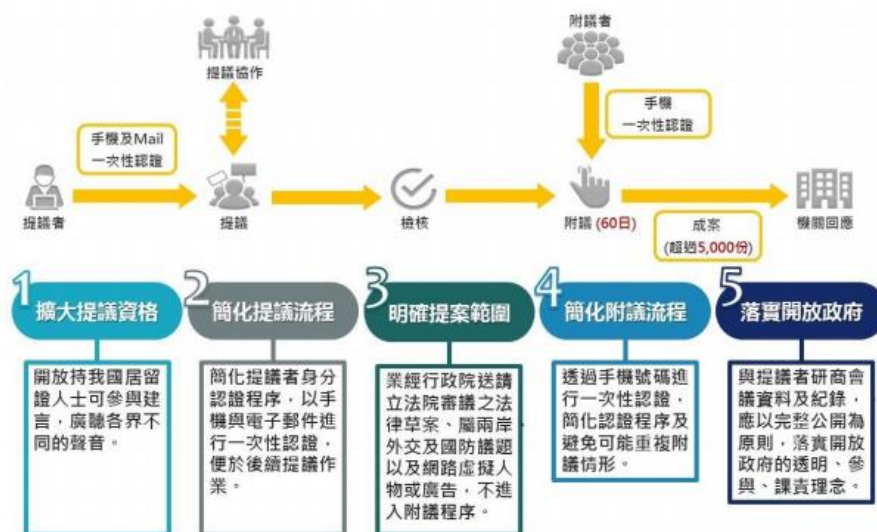 附議者
提議協作
手機及Mail
一次性認證
手機
一次性認證
提議者
提議
檢核
附議 (60日)
成案
(超過5,000份)
機關回應
1 擴大提議資格
2 簡化提議流程
3 明確提案範圍
4 簡化附議流程
5 落實開放政府
開放持我國居留
證人士可參與建
言，廣聽各界不
同的聲音。
簡化提議者身分
認證程序，以手
機與電子郵件進
行一次性認證，
便於後續提議作
業。
業經行政院送請
立法院審議之法
律草案、屬兩岸
外交及國防議題
以及網路虛擬人
物或廣告，不進
入附議程序。
透過手機號碼進
行一次性認證，
簡化認證程序及
避免可能重複附
議情形。
與提議者研商會
議資料及紀錄，
應以完整公開為
原則，落實開放
政府的透明、參
與、課責理念。